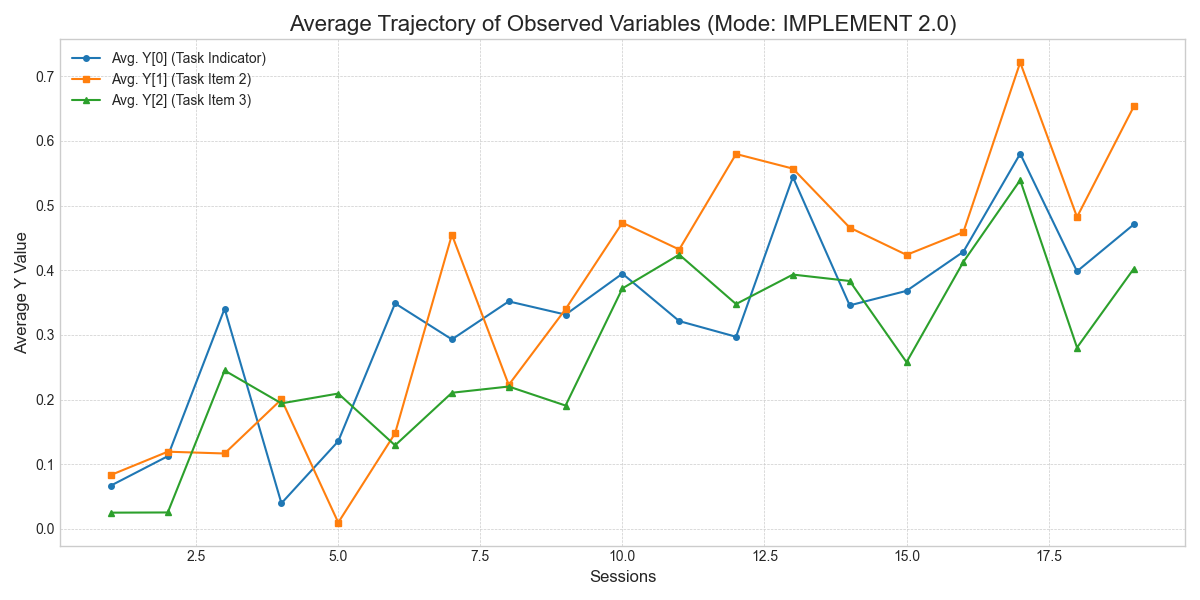 Average Trajectory of Observed Variables (Mode: IMPLEMENT 2.0)
Avg. Y[0] (Task Indicator)
Avg. Y[1] (Task Item 2)
Avg. Y[2] (Task Item 3)
Average Y Value
0.7
0.6
0.5
0.4
0.3
0.2
0.1
0.0
2.5 5.0 7.5 10.0 12.5 15.0 17.5
Sessions